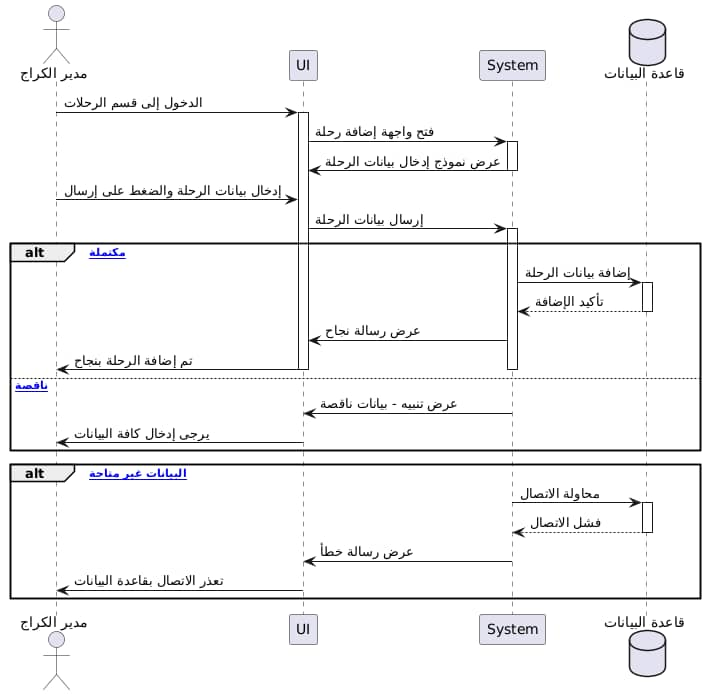 مدير الكراج
UI
System
قاعدة البيانات
الدخول إلى قسم الرحلات
فتح واجهة إضافة رحلة
عرض نموذج إدخال بيانات الرحلة
إدخال بيانات الرحلة والضغط على إرسال
إرسال بيانات الرحلة
alt
مكتملة
إضافة بيانات الرحلة
تأكيد الإضافة
عرض رسالة نجاح
تم إضافة الرحلة بنجاح
ناقصة
عرض تنبيه - بيانات ناقصة
يرجى إدخال كافة البيانات
alt
البيانات غير متاحة
محاولة الاتصال
فشل الاتصال
عرض رسالة خطأ
تعذر الاتصال بقاعدة البيانات
مدير الكراج
UI
System
قاعدة البيانات